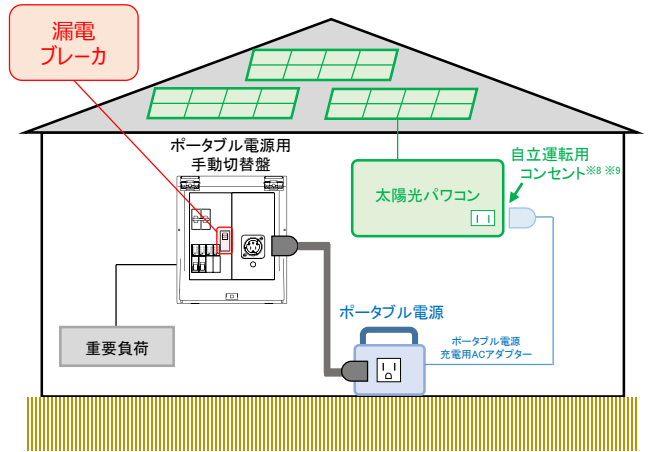 漏電
ブレーカ
ポータブル電源用
手動切替盤
自立運転用
コンセント※8 ※9
太陽光パワコン
ポータブル電源
重要負荷
ポータブル電源
充電用ACアダプター